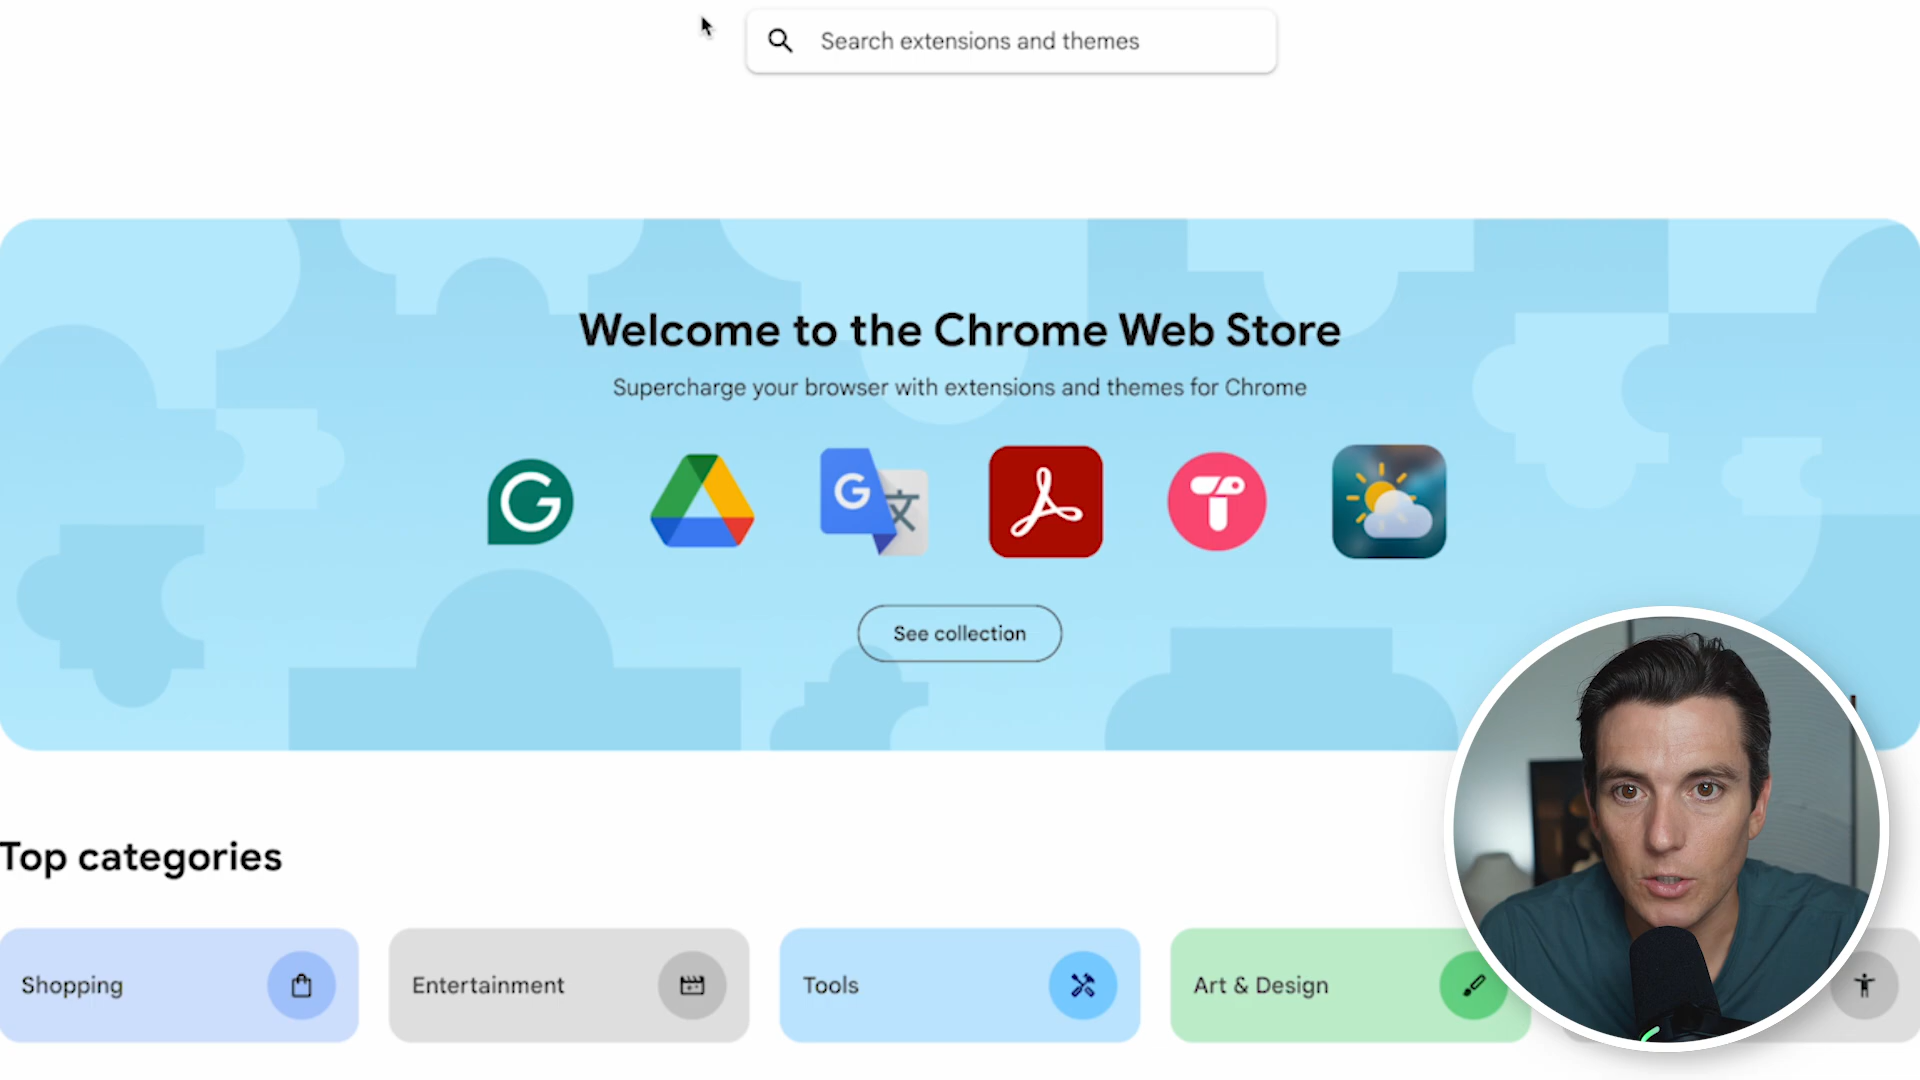 Search extensions and themes
Welcome to the Chrome Web Store
Supercharge your browser with extensions and themes for Chrome
G
G 文
T
See collection
Top categories
Shopping
Entertainment
Tools
Art & Design